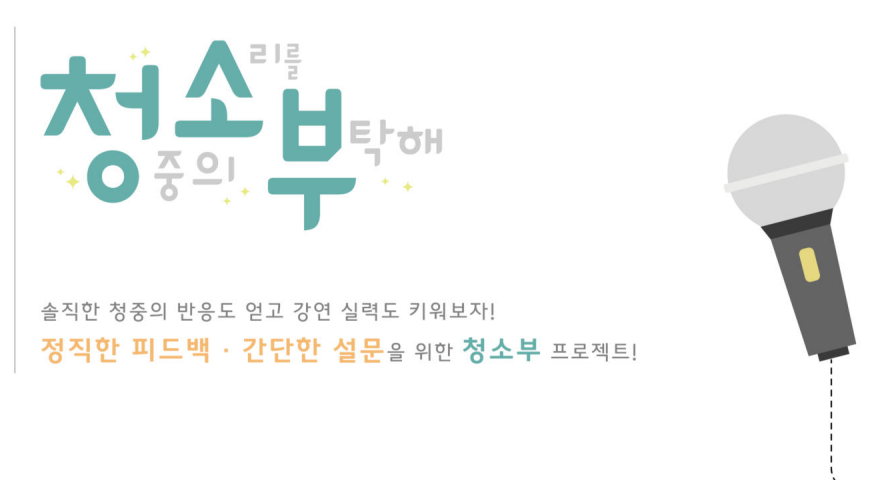 청중의 소리를 부탁해
솔직한 청중의 반응도 얻고 강연 실력도 키워보자!
정직한 피드백 · 간단한 설문을 위한 청소부 프로젝트!